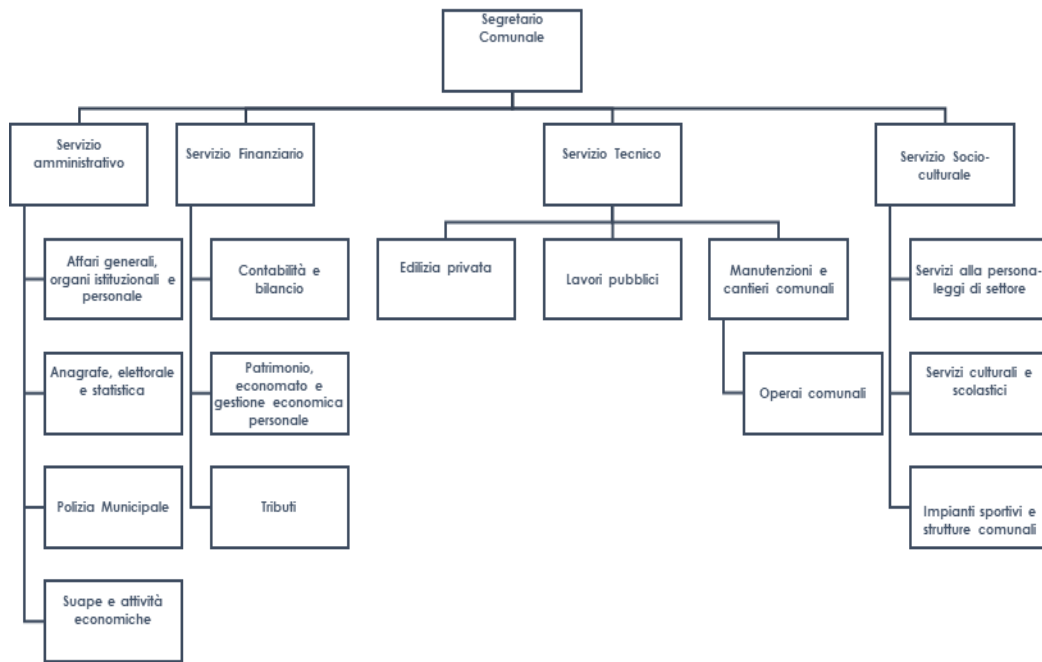 Segretario
Comunale
Servizio
amministrativo
Servizio Finanziario
Servizio Tecnico
Servizio Socio-
culturale
Affari generali,
organi istituzionali e
personale
Anagrafe, elettorale
e statistica
Polizia Municipale
Suape e attività
economiche
Contabilità e
bilancio
Patrimonio,
economato e
gestione economica
personale
Tributi
Edilizia privata
Lavori pubblici
Manutenzioni e
cantieri comunali
Operai comunali
Servizi alla persona-
leggi di settore
Servizi culturali e
scolastici
Impianti sportivi e
strutture comunali